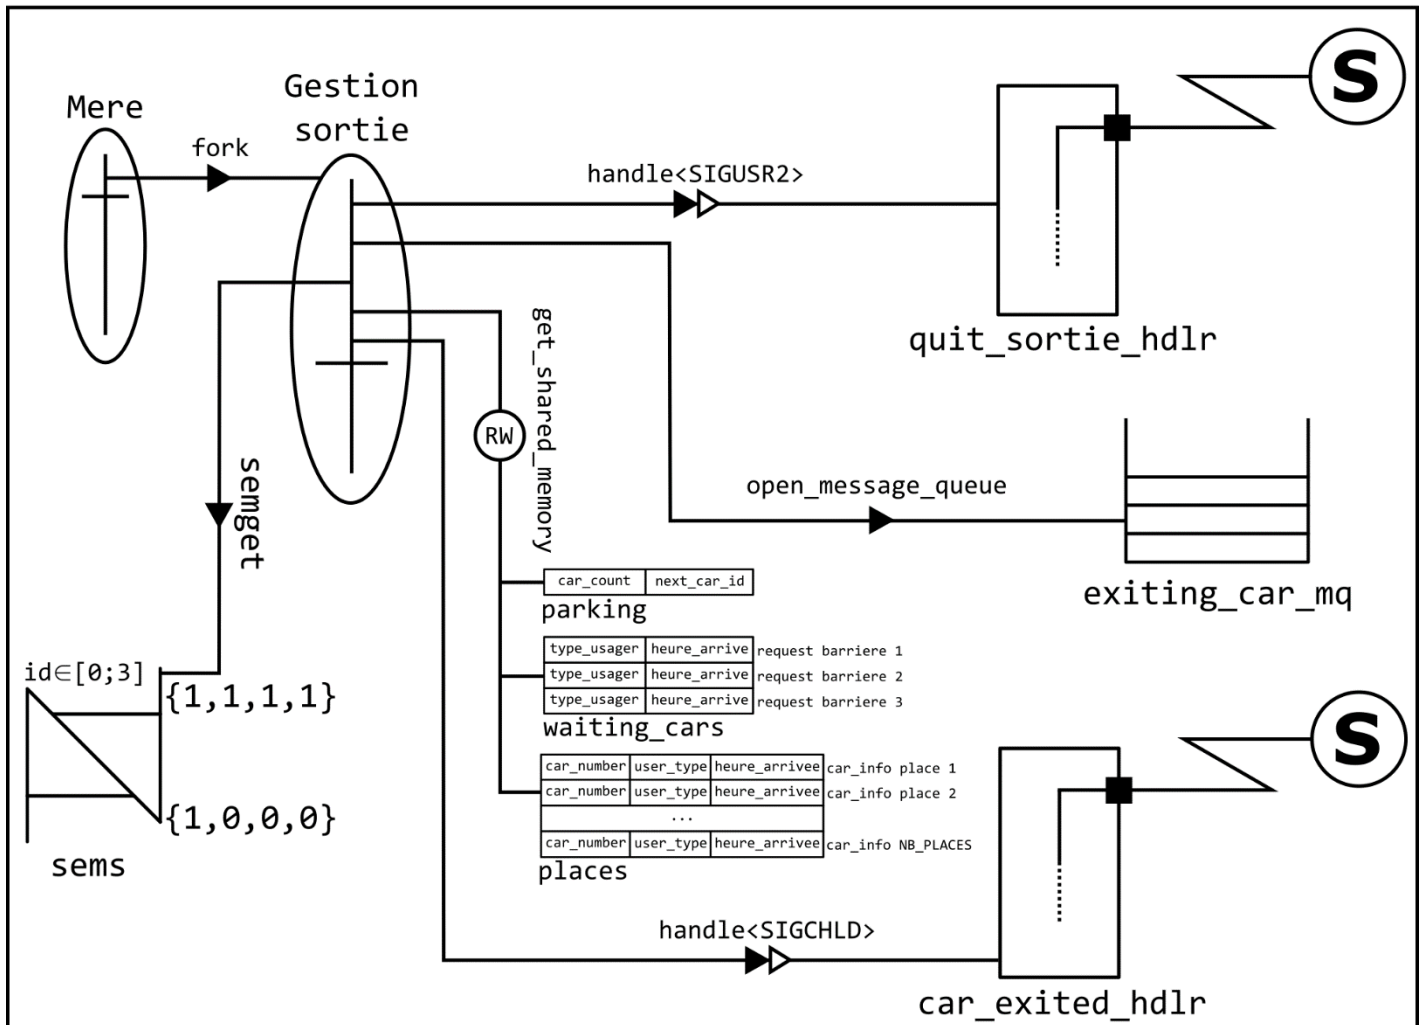 S
Mere
Gestion
sortie
fork
handle<SIGUSR2>
quit_sortie_hdlr
get_shared_memory
RW
semget
open_message_queue
exiting_car_mq
car_count next_car_id
parking
type_usager heure_arrive request barriere 1
type_usager heure_arrive request barriere 2
type_usager heure_arrive request barriere 3
waiting_cars
id∈[0;3]
{1,1,1,1}
{1,0,0,0}
sems
car_number user_type heure_arrivee car_info place 1
car_number user_type heure_arrivee car_info place 2
...
car_number user_type heure_arrivee car_info NB_PLACES
places
S
handle<SIGCHLD>
car_exited_hdlr